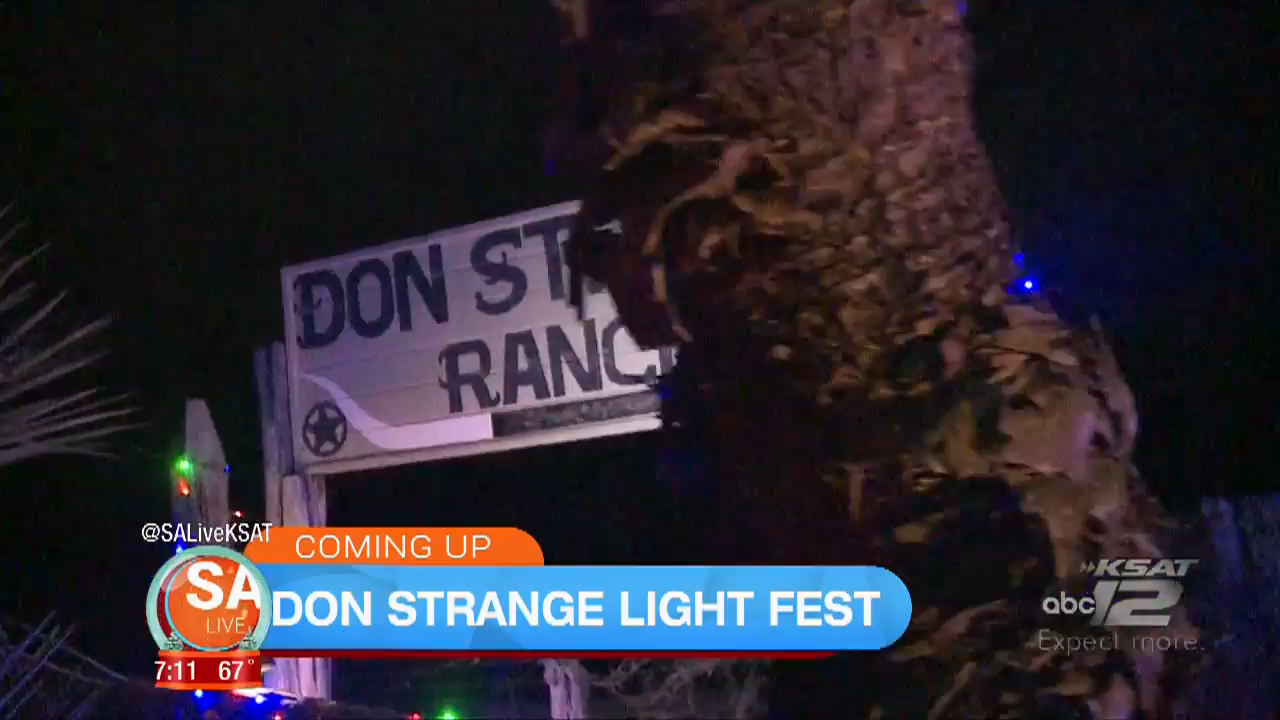 DON ST
RANC
@SALiveKSAT
COMING UP
SA
LIVE
DON STRANGE LIGHT FEST
7:11 67°
KSAT
abc 12
Expect more.